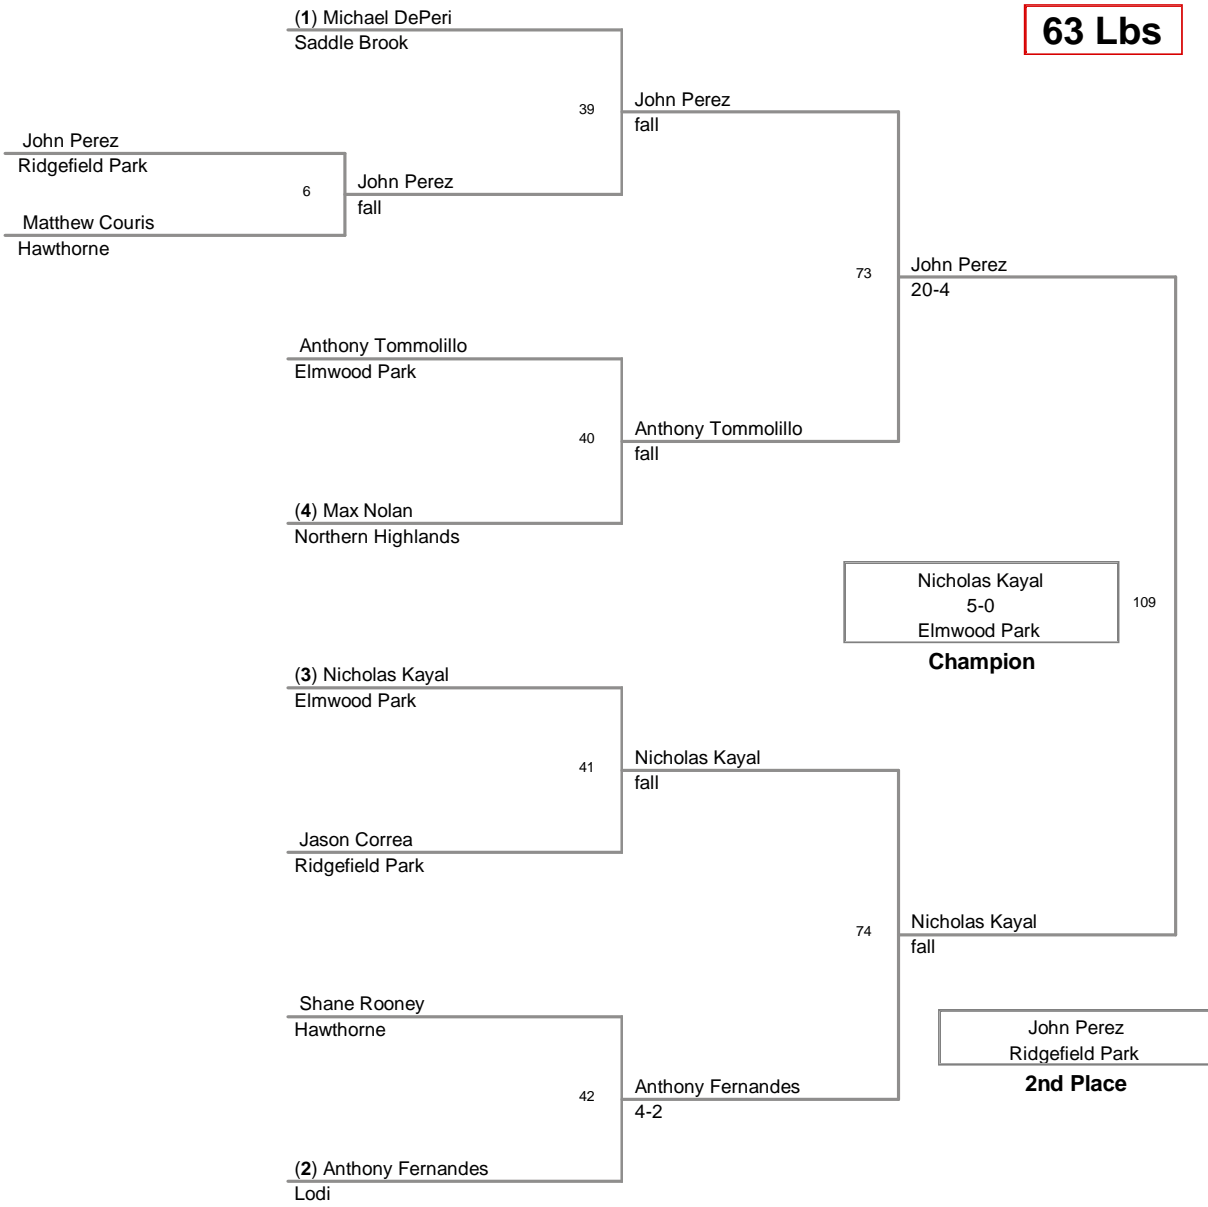 63 Lbs
(1) Michael DePeri
Saddle Brook
39
John Perez
fall
John Perez
Ridgefield Park
6
John Perez
fall
Matthew Couris
Hawthorne
73
John Perez
20-4
Anthony Tommolillo
Elmwood Park
40
Anthony Tommolillo
fall
(4) Max Nolan
Northern Highlands
Nicholas Kayal
5-0
Elmwood Park
109
Champion
(3) Nicholas Kayal
Elmwood Park
41
Nicholas Kayal
fall
Jason Correa
Ridgefield Park
74
Nicholas Kayal
fall
Shane Rooney
Hawthorne
John Perez
Ridgefield Park
2nd Place
42
Anthony Fernandes
4-2
(2) Anthony Fernandes
Lodi